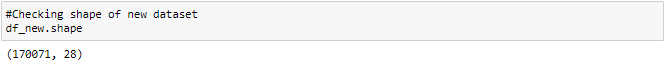 #Checking shape of new dataset
df_new.shape
(170071, 28)